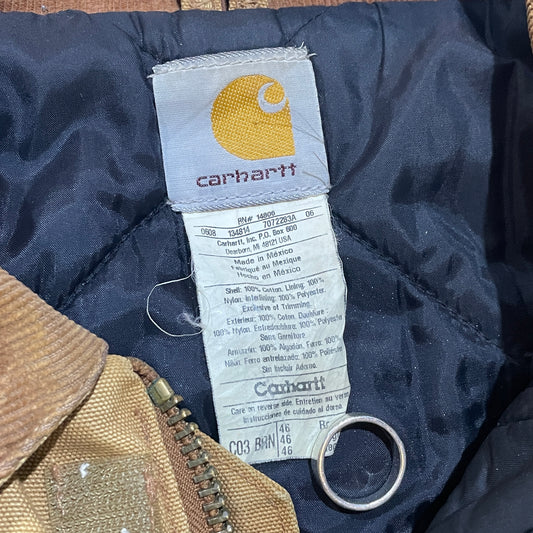 carhartt
RN# 14806
0608 134814 7072283A 06
Carhartt, Inc. P.O. Box 600
Dearborn, MI 48121 USA
Made in México
Fabriqué au Mexique
Hecho en México
Shell: 100% Cotton. Lining: 100%
Nylon. Interlining: 100% Polyester.
Exclusive of Trimming.
Extérieur: 100% Coton. Doublure
100% Nylon. Entredoublure: 100% Polyester.
Sans Garniture.
Armazón: 100% Algodón. Forro: 100%
Nilón. Forro entrelazado: 100% Poliéster.
Sin Incluir Adorno.
Carhartt
Care on reverse side. Entretien au verso
Instrucciones de cuidado al dorso.
46
C03 BRN 46
46